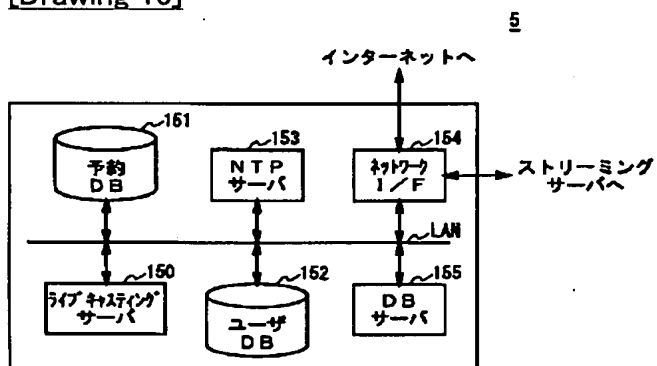 5
インターネットへ
151
予約
DB
153
NTP
サーバ
154
ネットワーク
I/F
ストリーミング
サーバへ
LAN
150
ライブキャスティング
サーバ
152
ユーザ
DB
155
DB
サーバ